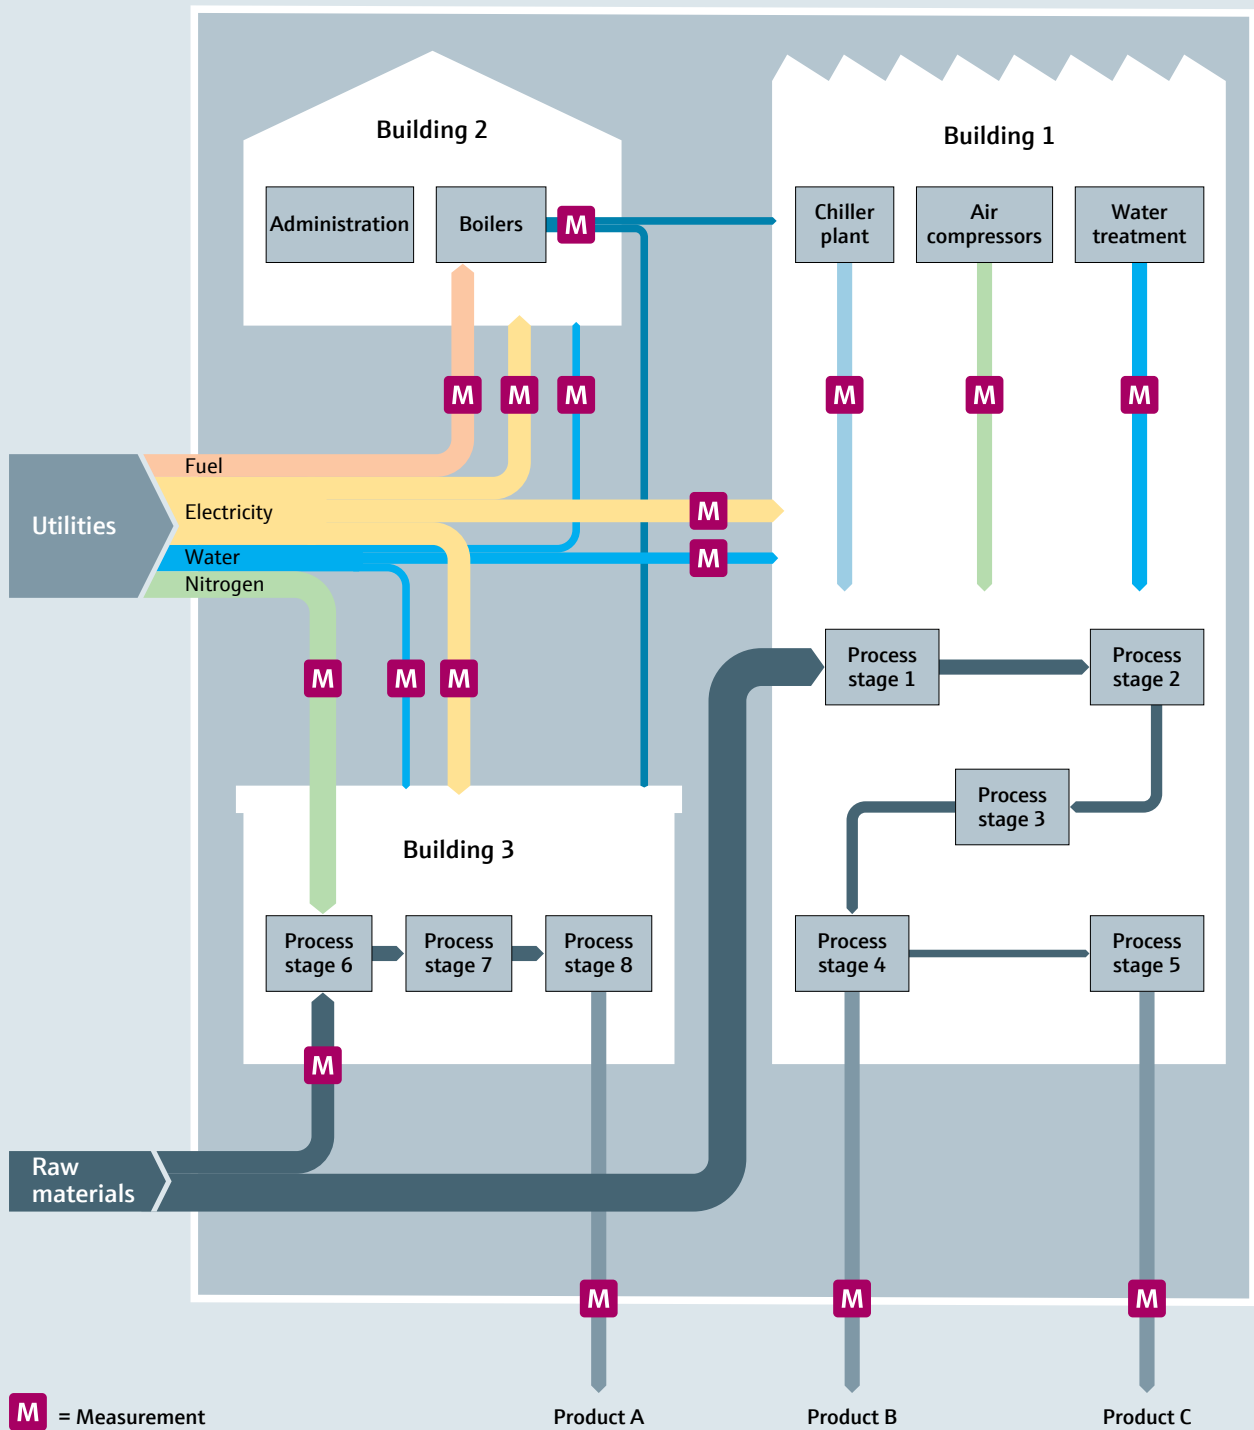 Building 2
Building 1
Administration
Boilers
M
Chiller
plant
Air
compressors
Water
treatment
M
M
M
M
M
M
Utilities
Fuel
Electricity
Water
Nitrogen
M
M
M
M
M
Process
stage 1
Process
stage 2
Process
stage 3
Building 3
Process
stage 6
Process
stage 7
Process
stage 8
Process
stage 4
Process
stage 5
M
Raw
materials
M
M
M
M
= Measurement
Product A
Product B
Product C